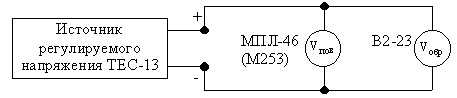 Источник
регулируемого
напряжения ТЕС-13
+
-
МПЛ-46
(М253)
Vпов
В2-23
Vобр